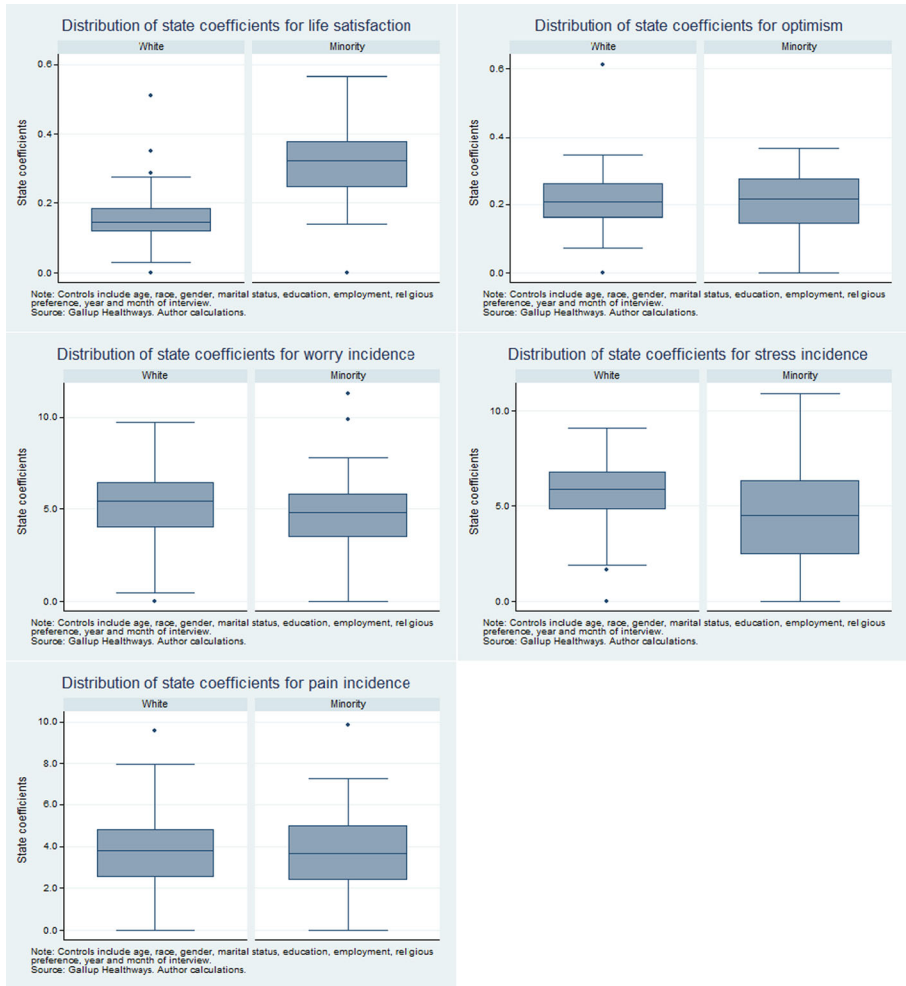 Distribution of state coefficients for life satisfaction
White
Minority
State coefficients
0.6
0.4
0.2
0.0
Note: Controls include age, race, gender, marital status, education, employment, rel gious
preference, year and month of interview.
Source: Gallup Healthways. Author calculations.
Distribution of state coefficients for optimism
White
Minority
State coefficients
0.6
0.4
0.2
0.0
Note: Controls include age, race, gender, marital status, education, employment, rel gious
preference, year and month of interview.
Source: Gallup Healthways. Author calculations.
Distribution of state coefficients for worry incidence
White
Minority
State coefficients
10.0
5.0
0.0
Note: Controls include age, race, gender, marital status, education, employment, rel gious
preference, year and month of interview.
Source: Gallup Healthways. Author calculations.
Distribution of state coefficients for stress incidence
White
Minority
State coefficients
10.0
5.0
0.0
Note: Controls include age, race, gender, marital status, education, employment, rel gious
preference, year and month of interview.
Source: Gallup Healthways. Author calculations.
Distribution of state coefficients for pain incidence
White
Minority
State coefficients
10.0
8.0
6.0
4.0
2.0
0.0
Note: Controls include age, race, gender, marital status, education, employment, rel gious
preference, year and month of interview.
Source: Gallup Healthways. Author calculations.